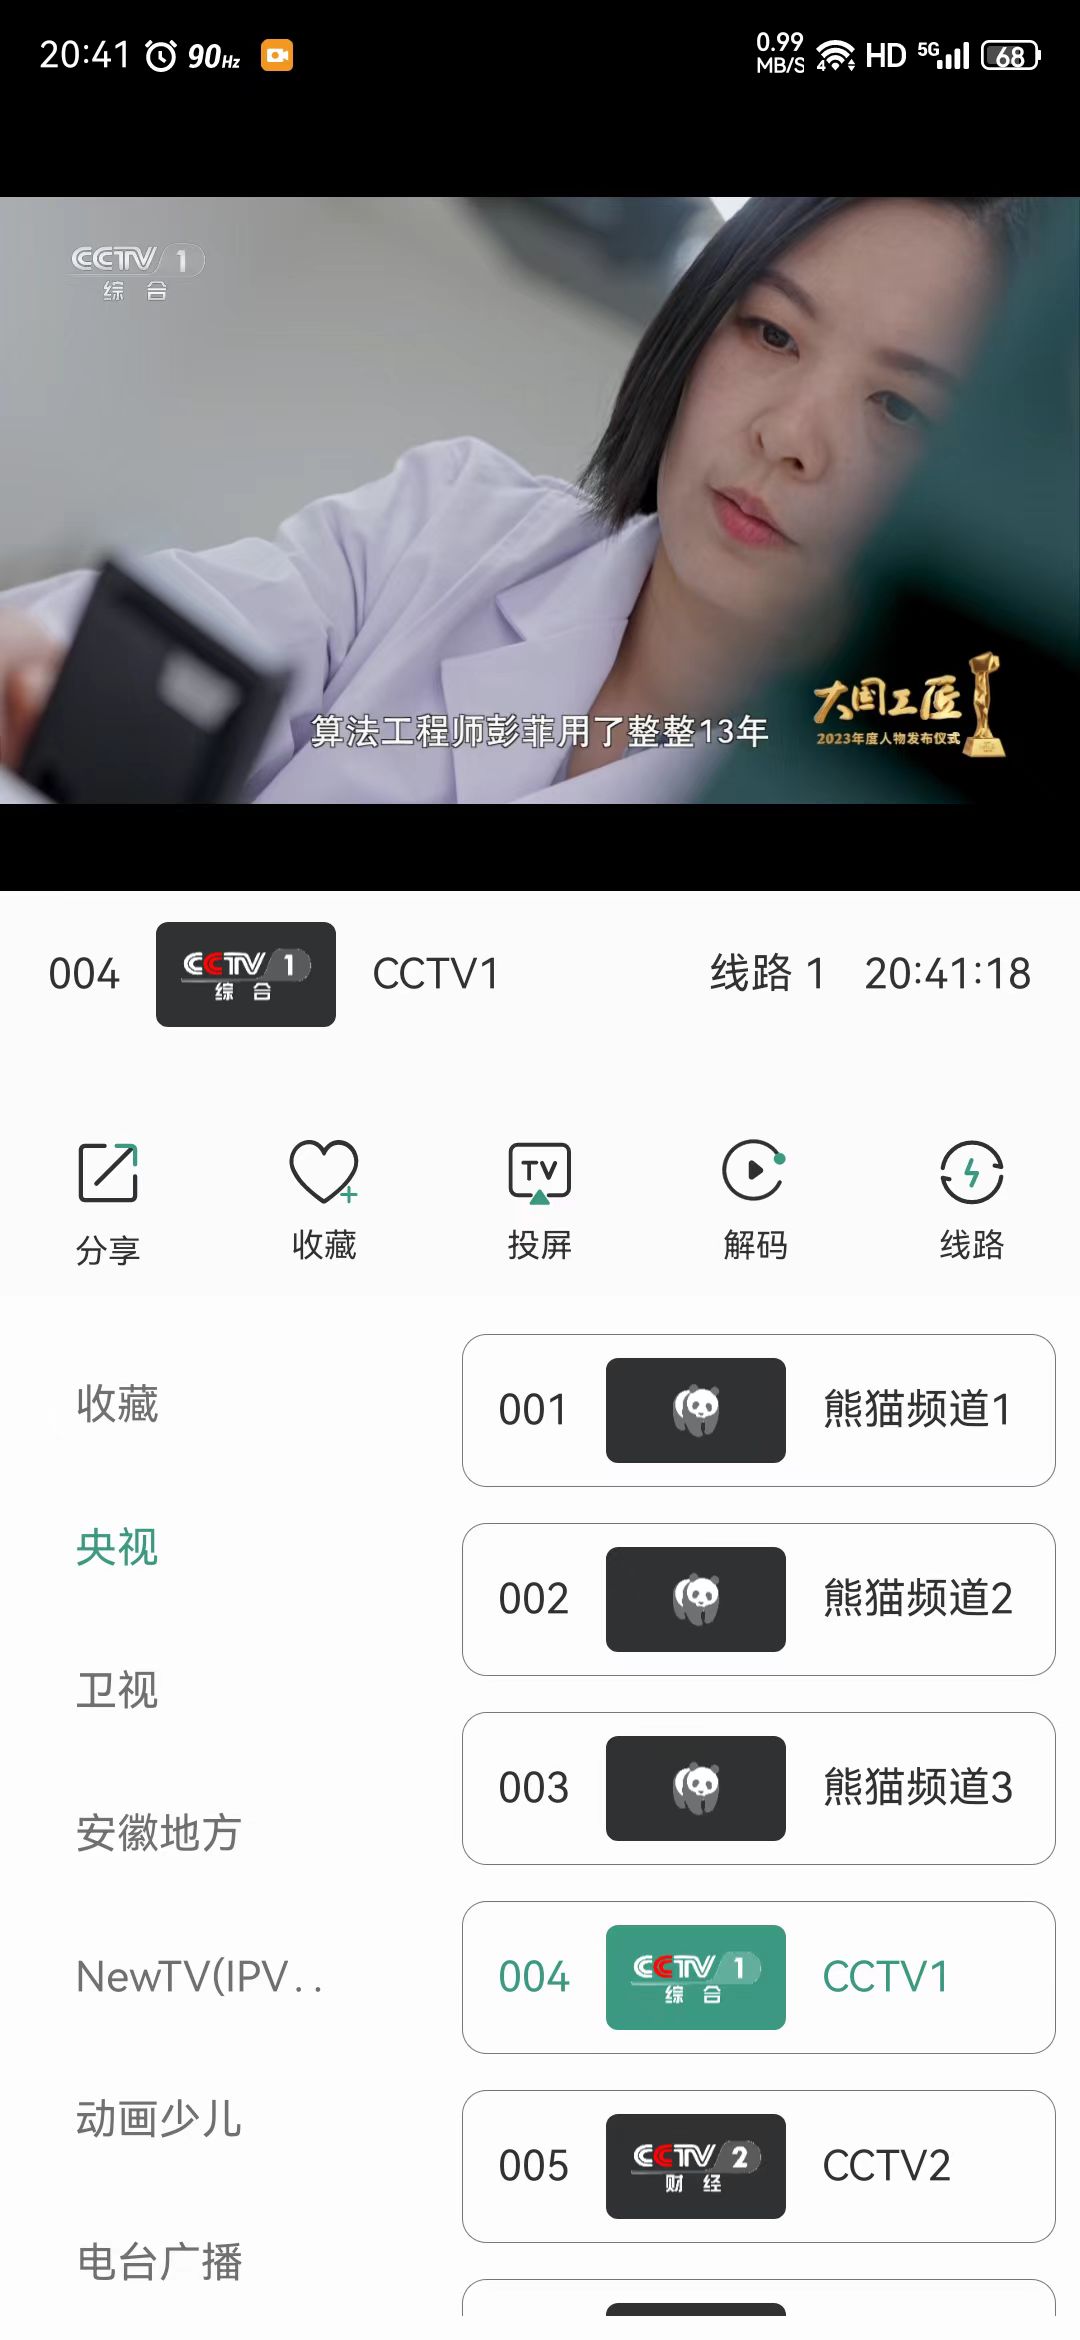 20:41 90Hz 0.99 MB/S 4 HD 5G 68
CCTV 1
综合
算法工程师彭菲用了整整13年
大国工匠
2023年度人物发布仪式
004 CCTV 1 综合 CCTV1 线路 1 20:41:18
TV
分享 收藏 投屏 解码 线路
收藏
央视
卫视
安徽地方
NewTV(IPV..
动画少儿
电台广播
001 熊猫频道1
002 熊猫频道2
003 熊猫频道3
004 CCTV 1 综合 CCTV1
005 CCTV 2 财经 CCTV2